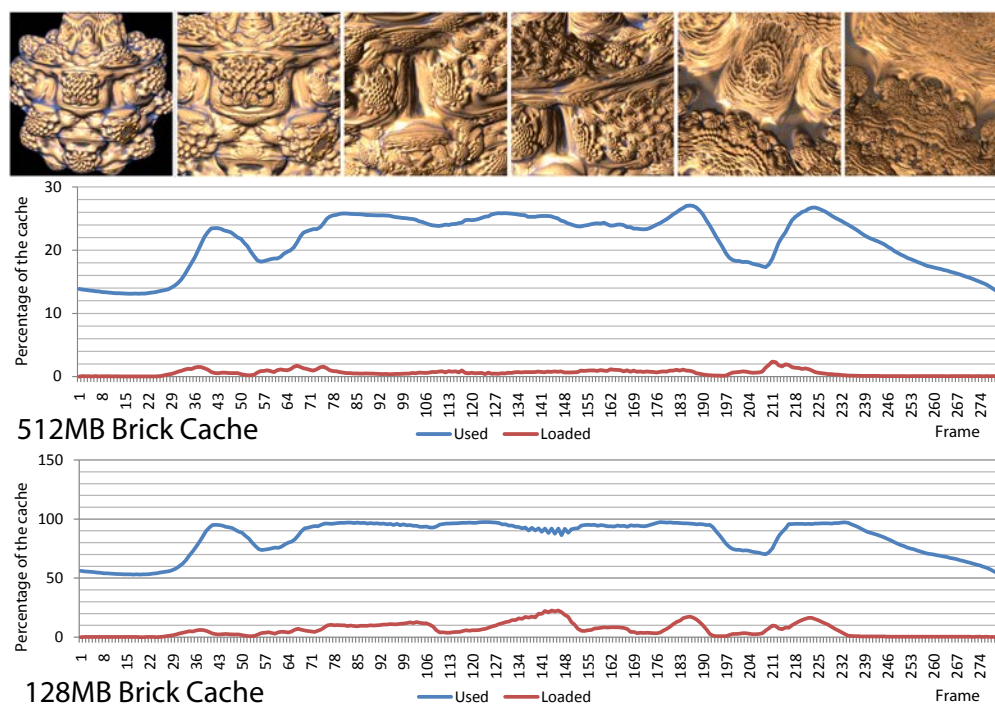 30
20
10
0
Percentage of the cache
1 8 15 22 29 36 43 50 57 64 71 78 85 92 99 106 113 120 127 134 141 148 155 162 169 176 183 190 197 204 211 218 225 232 239 246 253 260 267 274
512MB Brick Cache
Used Loaded
Frame
150
100
50
0
Percentage of the cache
1 8 15 22 29 36 43 50 57 64 71 78 85 92 99 106 113 120 127 134 141 148 155 162 169 176 183 190 197 204 211 218 225 232 239 246 253 260 267 274
128MB Brick Cache
Used Loaded
Frame